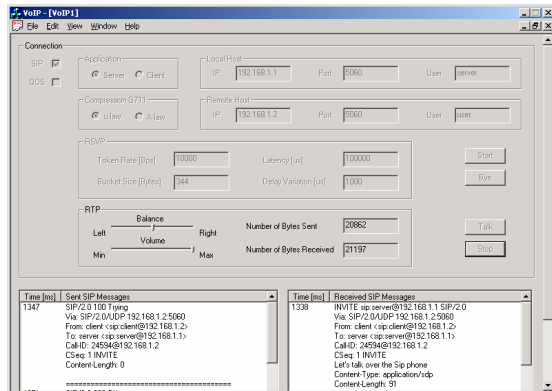 VoIP - [VoIP1]
File Edit View Window Help
Connection
SIP
QOS
Application
Server Client
Local Host
IP 192.168.1.1 Port 5060 User server
Compression G711
u law A law
Remote Host
IP 192.168.1.2 Port 5060 User user
RSVP
Token Rate [Bps] 10000 Latency [us] 100000
Bucket Size [Bytes] 344 Delay Variation [us] 1000
Start
Bye
RTP
Balance
Left Right
Volume
Min Max
Number of Bytes Sent 20862
Number of Bytes Received 21197
Talk
Stop
Time [ms] Sent SIP Messages
1347 SIP/2.0 100 Trying
Via: SIP/2.0/UDP 192.168.1.2:5060
From: client <sip:client@192.168.1.2>
To: server <sip:server@192.168.1.1>
Call-ID: 24594@192.168.1.2
CSeq: 1 INVITE
Content-Length: 0
========================================
Time [ms] Received SIP Messages
1338 INVITE sip:server@192.168.1.1 SIP/2.0
Via: SIP/2.0/UDP 192.168.1.2:5060
From: client <sip:client@192.168.1.2>
To: server <sip:server@192.168.1.1>
Call-ID: 24594@192.168.1.2
CSeq: 1 INVITE
Let's talk over the Sip phone
Content-Type: application/sdp
Content-Length: 91